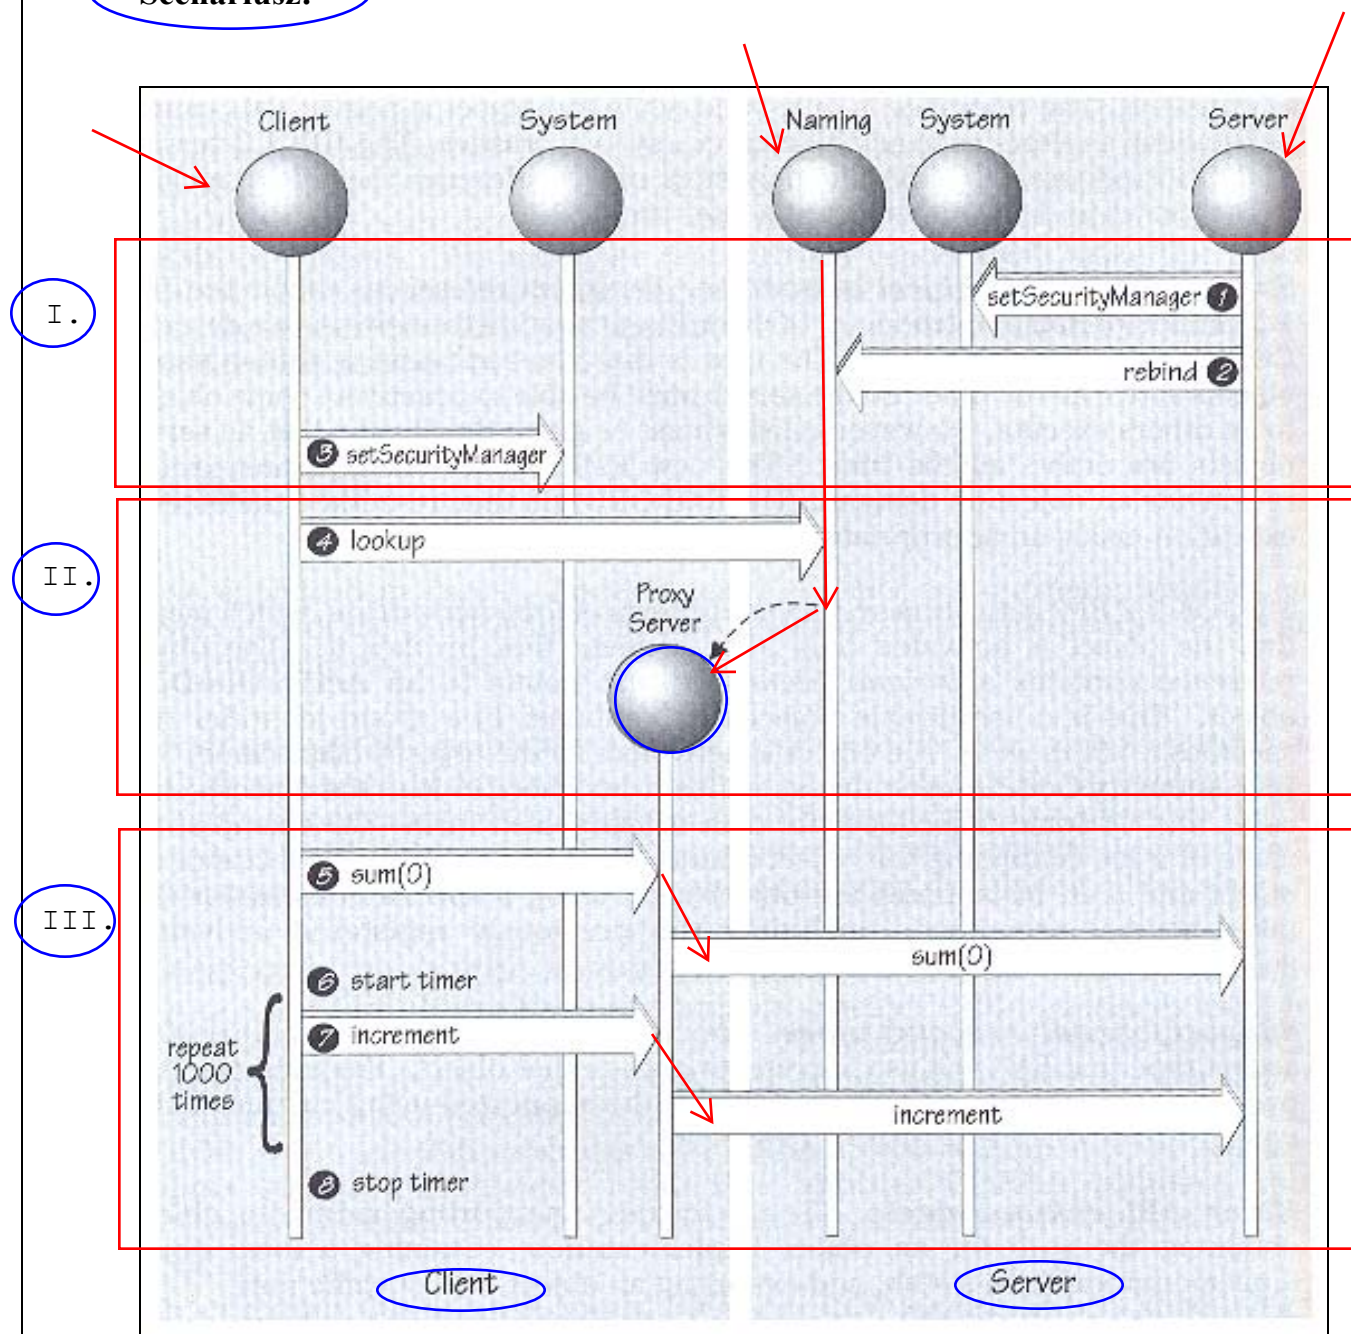 Scenariusz:
Client System Naming System Server
I.
setSecurityManager 1
rebind 2
3 setSecurityManager
4 lookup
II.
Proxy
Server
5 sum(0)
III.
sum(0)
6 start timer
7 increment
repeat
1000
times
increment
8 stop timer
Client Server